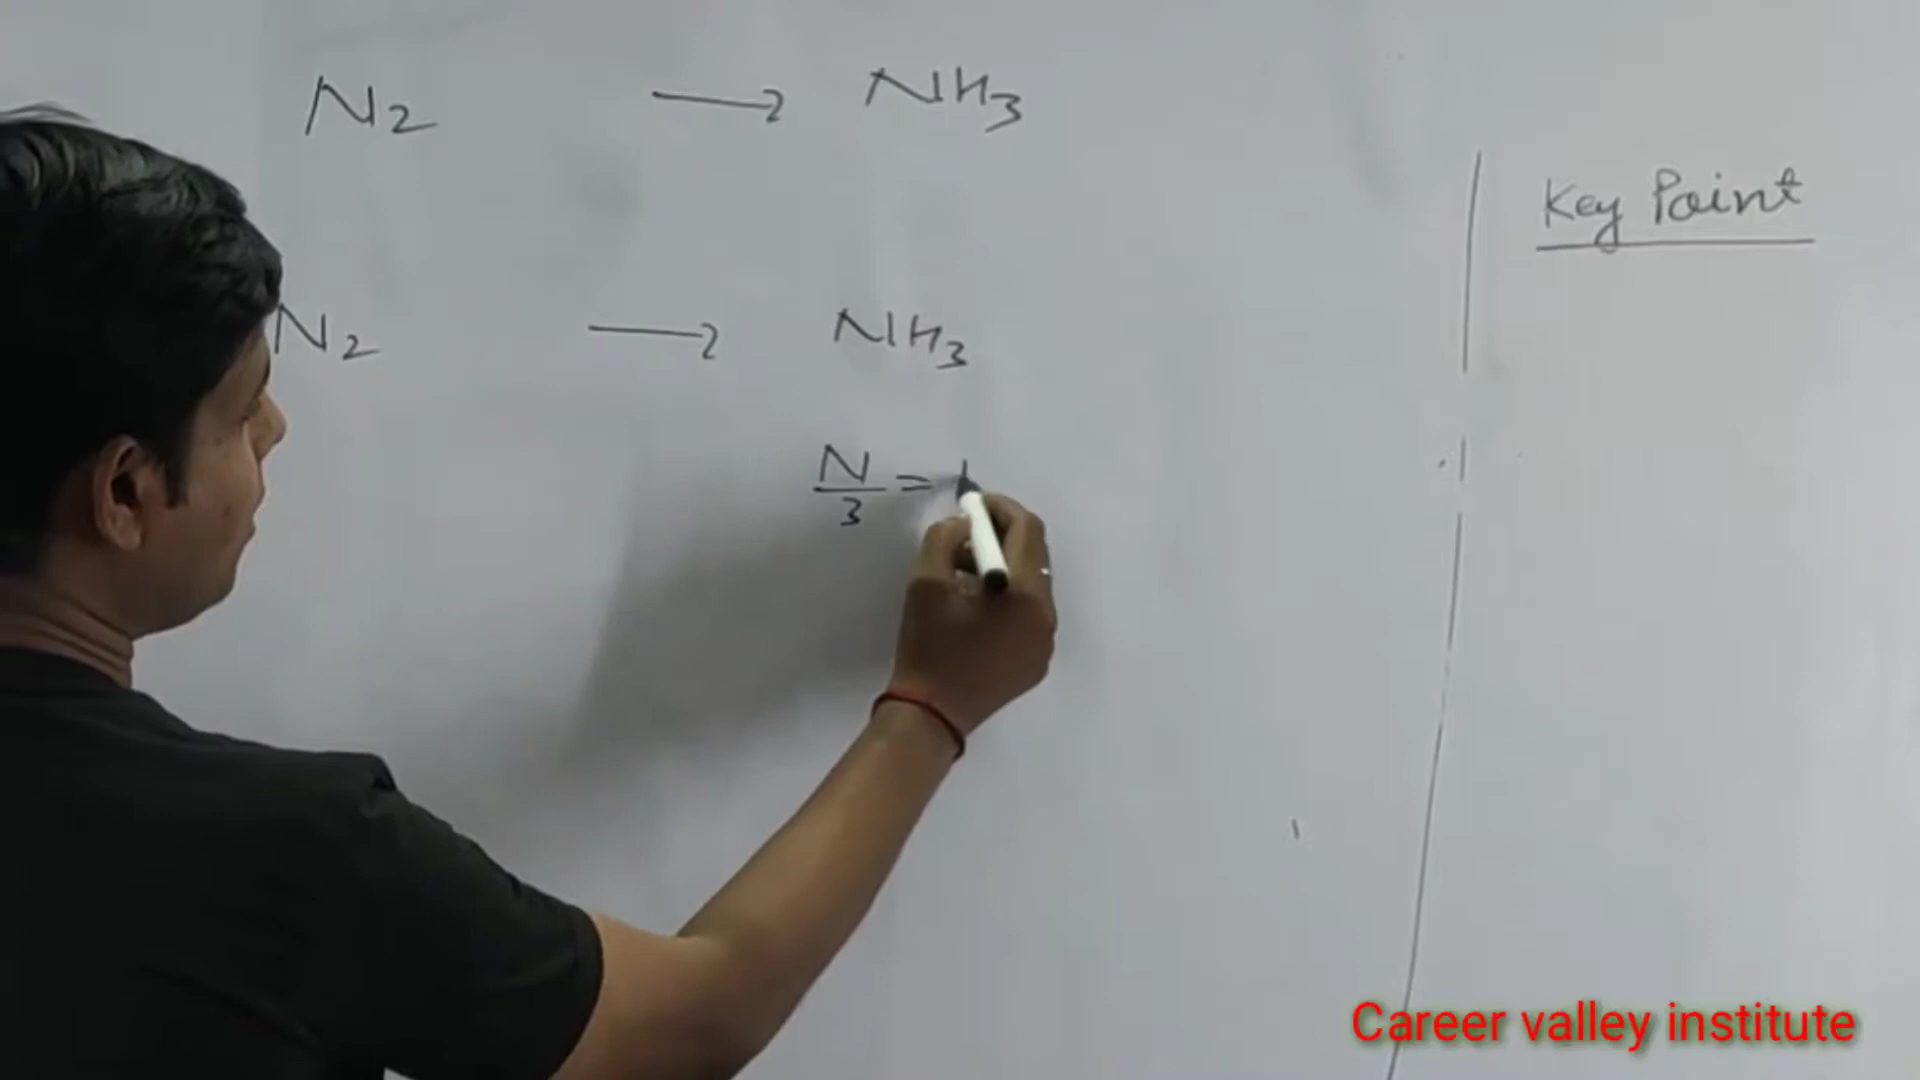 N2 → NH3
Key Point
N2 → NH3
N/3 =
Career valley institute